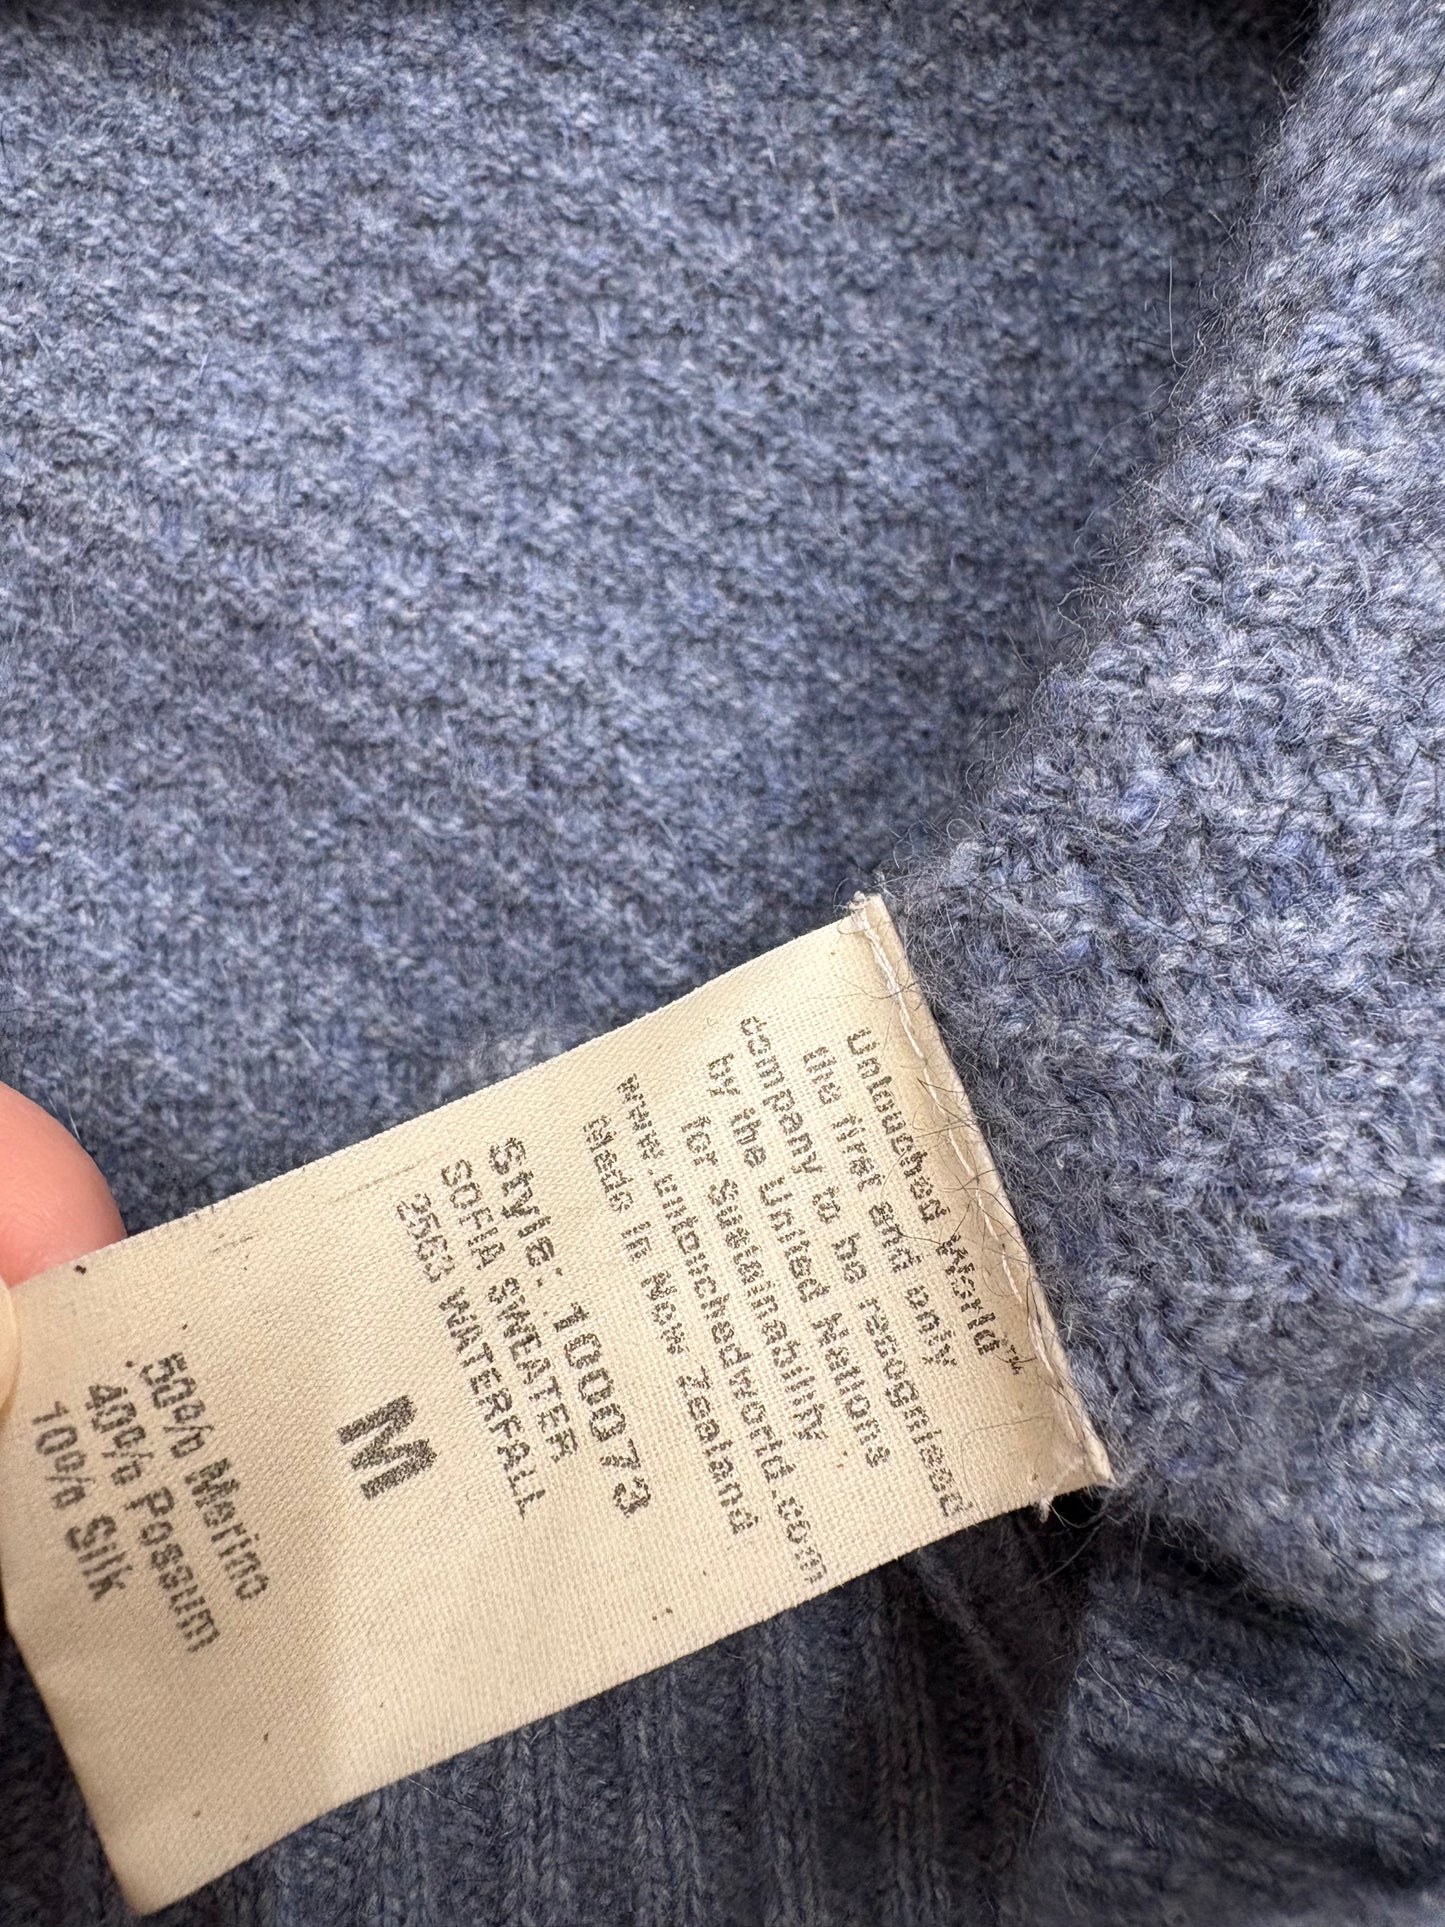 Untouched World™
the first and only
company to be recognised
by the United Nations
for Sustainability
www.untouchedworld.com
Made in New Zealand
Style: 100073
SOFIA SWEATER
2563 WATERFALL
M
50% Merino
40% Possum
10% Silk